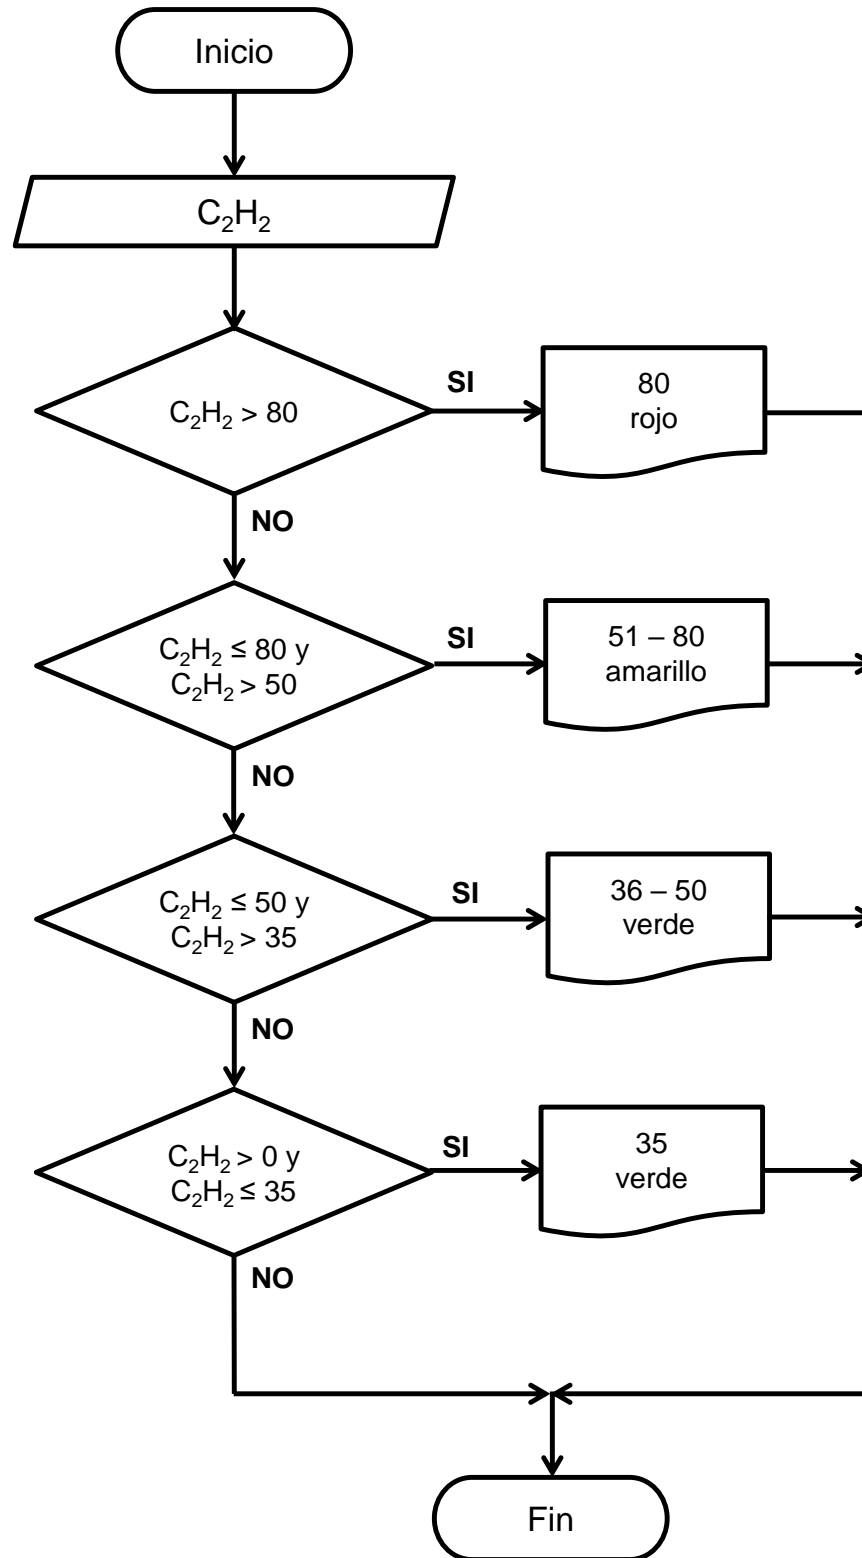 Inicio
C₂H₂
C₂H₂ > 80
SI
80
rojo
NO
C₂H₂ ≤ 80 y
C₂H₂ > 50
SI
51 – 80
amarillo
NO
C₂H₂ ≤ 50 y
C₂H₂ > 35
SI
36 – 50
verde
NO
C₂H₂ > 0 y
C₂H₂ ≤ 35
SI
35
verde
NO
Fin